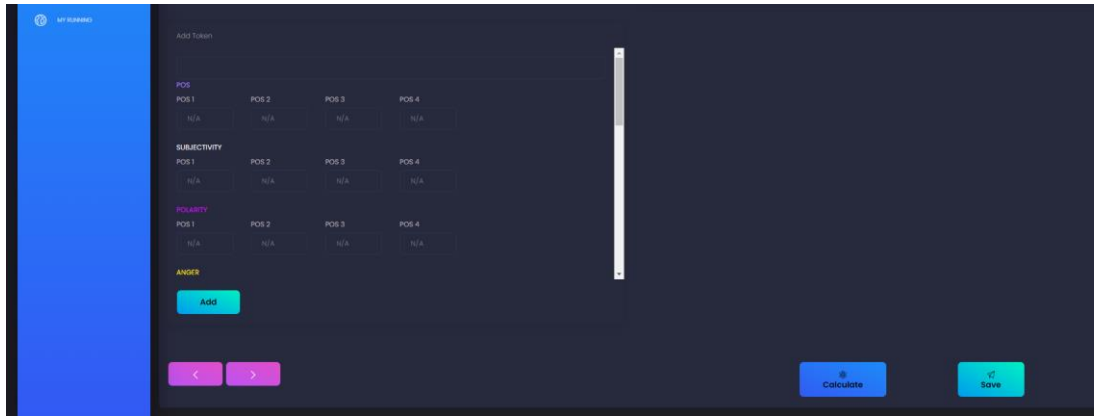 MY RUNNING
Add Token
POS
POS 1 POS 2 POS 3 POS 4
N/A N/A N/A N/A
SUBJECTIVITY
POS 1 POS 2 POS 3 POS 4
N/A N/A N/A N/A
POLARITY
POS 1 POS 2 POS 3 POS 4
N/A N/A N/A N/A
ANGER
Add
Calculate Save